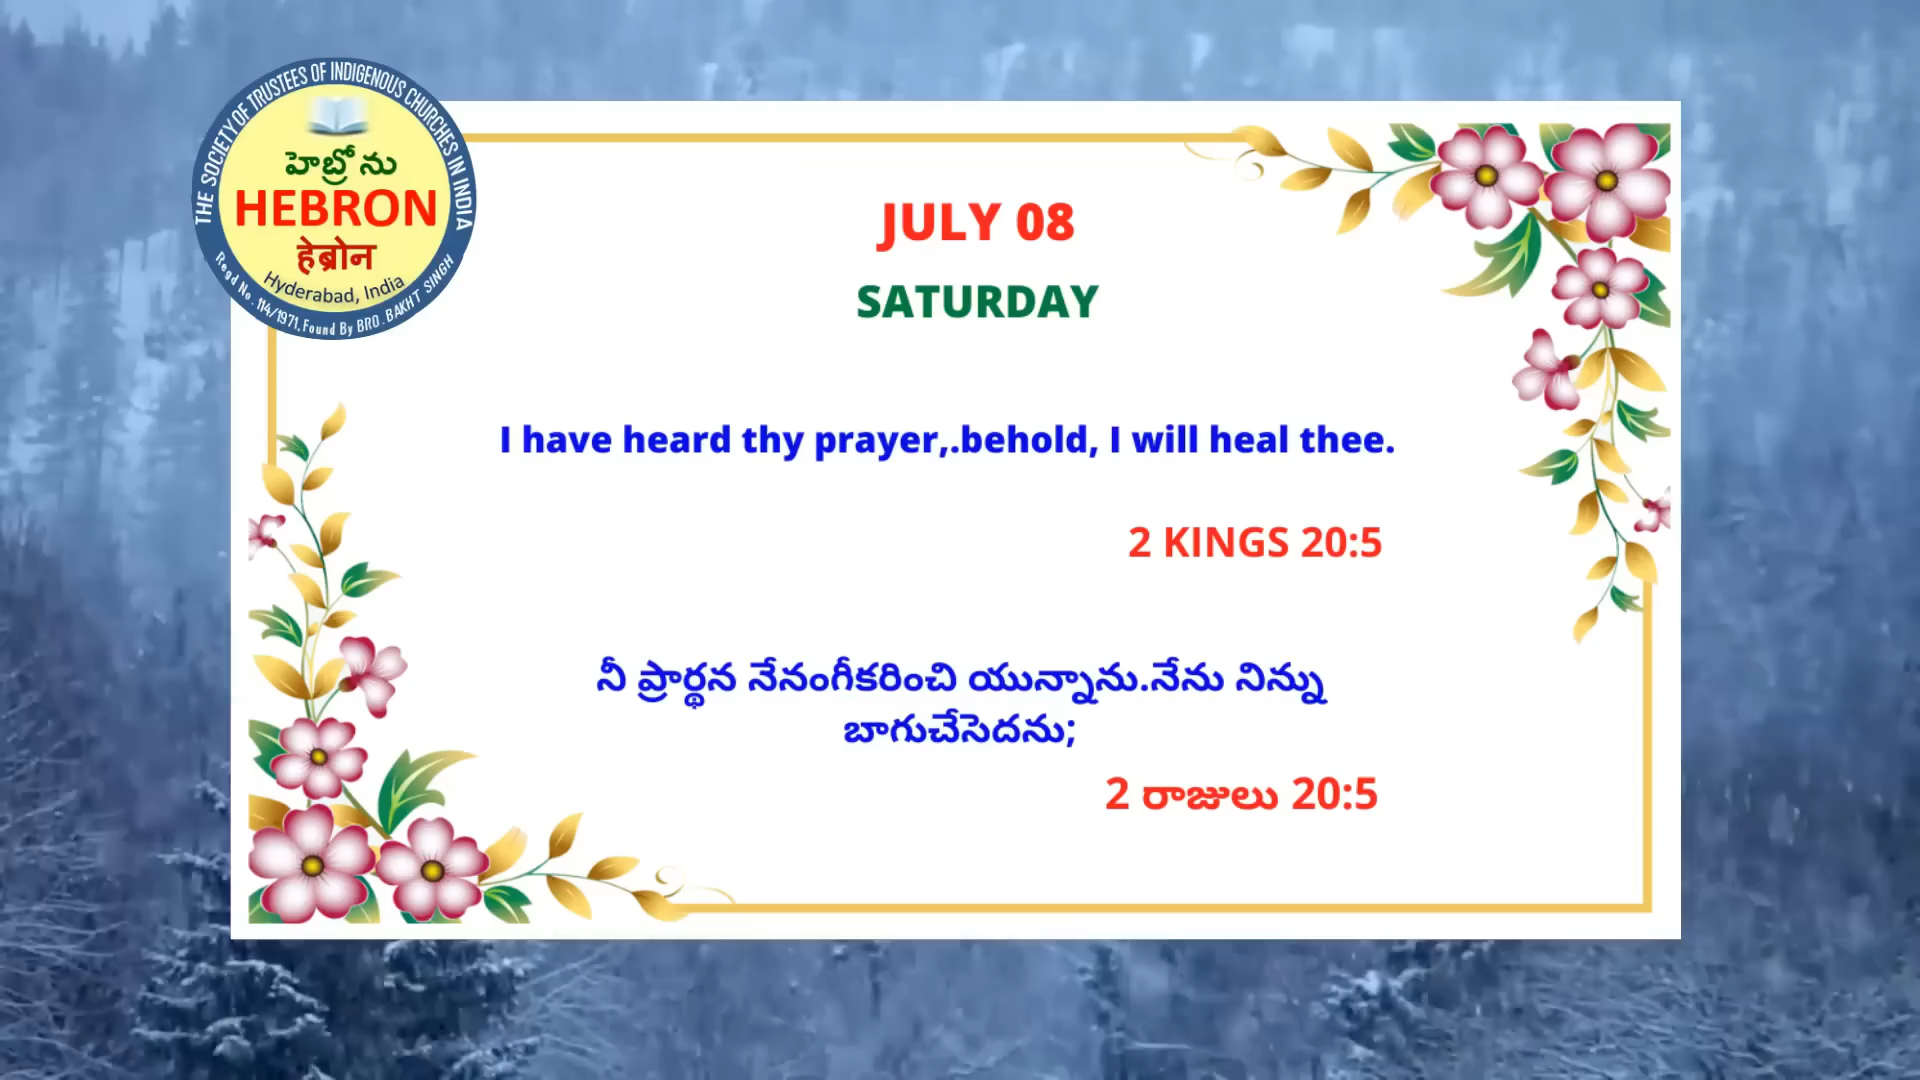 THE SOCIETY OF TRUSTEES OF INDIGENOUS CHURCHES IN INDIA
హెబ్రోను
HEBRON
हेब्रोन
Hyderabad, India
Regd No. 114/1971, Found By BRO. BAKHT SINGH
JULY 08
SATURDAY
I have heard thy prayer,.behold, I will heal thee.
2 KINGS 20:5
నీ ప్రార్థన నేనంగీకరించి యున్నాను.నేను నిన్ను
బాగుచేసెదను;
2 రాజులు 20:5